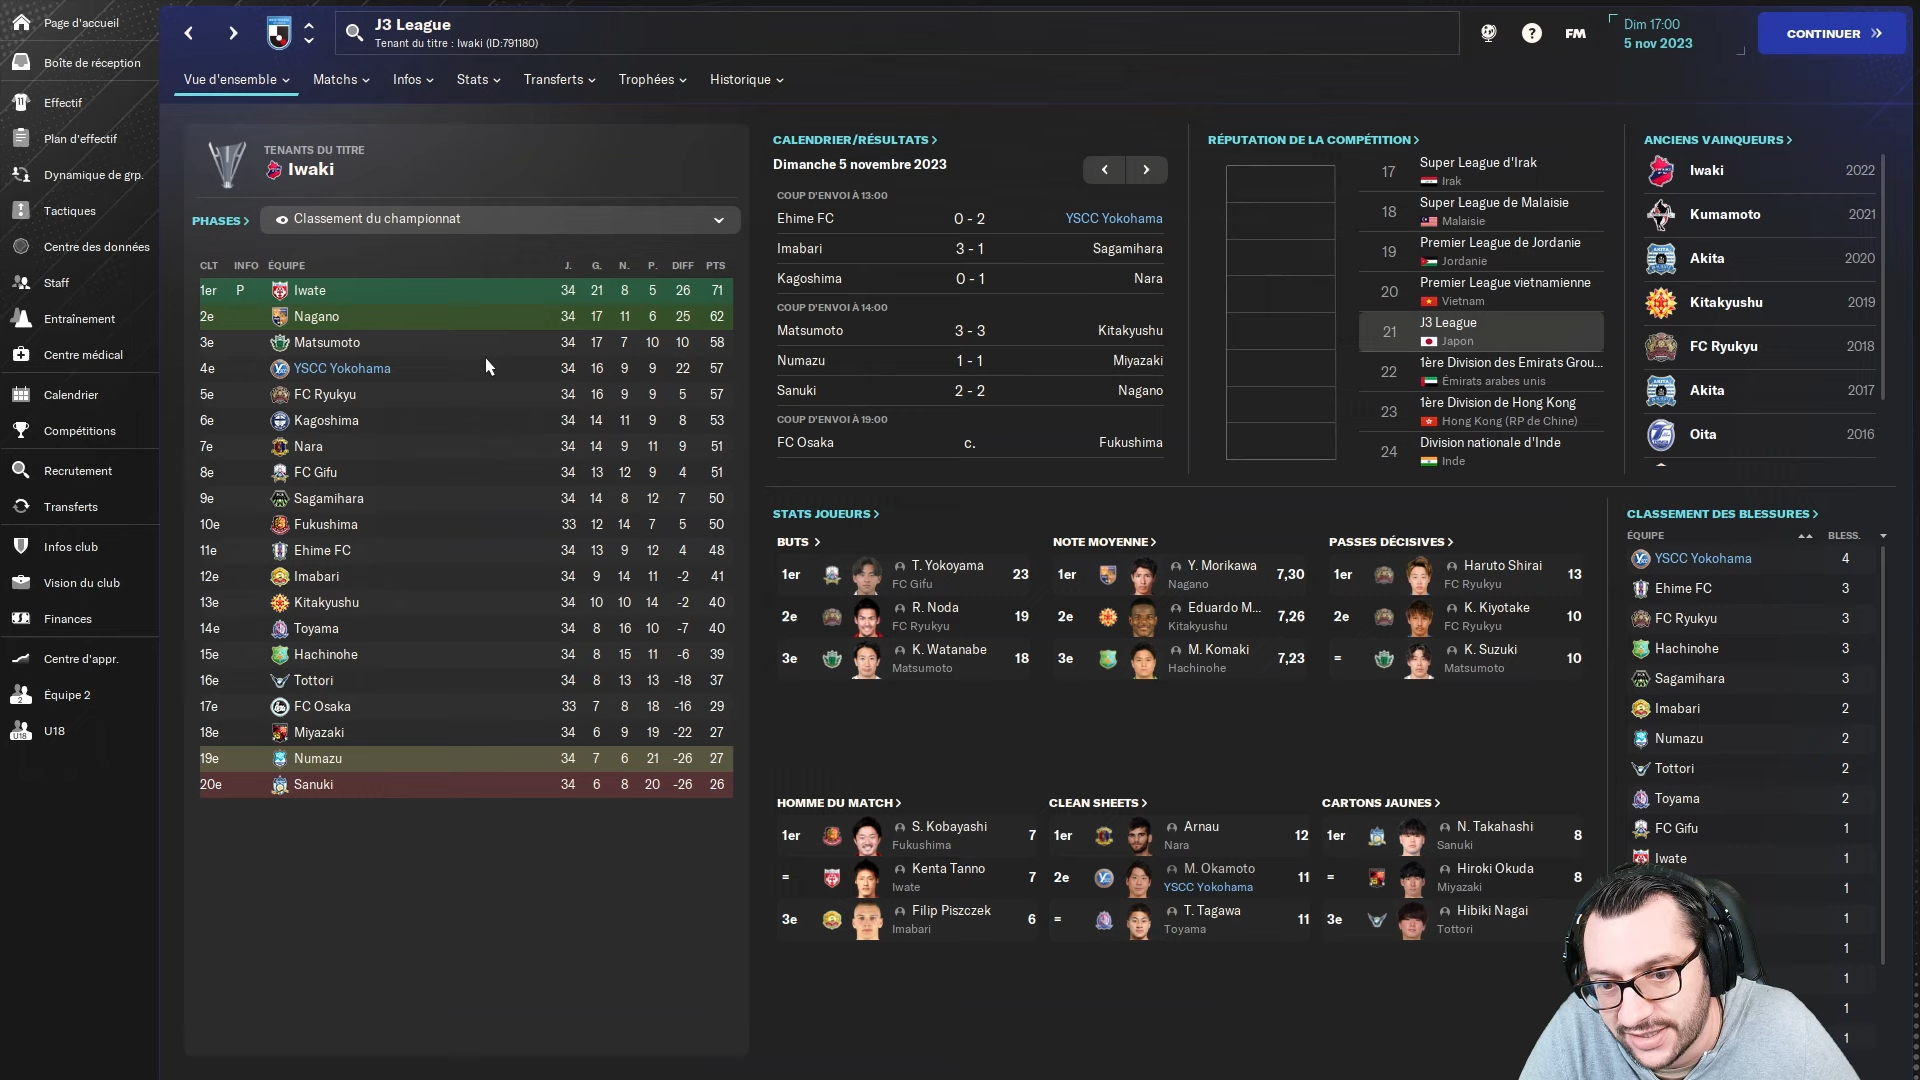 Page d'accueil
Boîte de réception
Effectif
Plan d'effectif
Dynamique de grp.
Tactiques
Centre des données
Staff
Entraînement
Centre médical
Calendrier
Compétitions
Recrutement
Transferts
Infos club
Vision du club
Finances
Centre d'appr.
Équipe 2
U18
J3 League
Tenant du titre : Iwaki (ID:791180)
FM
Dim 17:00
5 nov 2023
CONTINUER
Vue d'ensemble Matchs Infos Stats Transferts Trophées Historique
TENANTS DU TITRE
Iwaki
PHASES
Classement du championnat
CLT INFO ÉQUIPE J. G. N. P. DIFF PTS
1er P Iwate 34 21 8 5 26 71
2e Nagano 34 17 11 6 25 62
3e Matsumoto 34 17 7 10 10 58
4e YSCC Yokohama 34 16 9 9 22 57
5e FC Ryukyu 34 16 9 9 5 57
6e Kagoshima 34 14 11 9 8 53
7e Nara 34 14 9 11 9 51
8e FC Gifu 34 13 12 9 4 51
9e Sagamihara 34 14 8 12 7 50
10e Fukushima 33 12 14 7 5 50
11e Ehime FC 34 13 9 12 4 48
12e Imabari 34 9 14 11 -2 41
13e Kitakyushu 34 10 10 14 -2 40
14e Toyama 34 8 16 10 -7 40
15e Hachinohe 34 8 15 11 -6 39
16e Tottori 34 8 13 13 -18 37
17e FC Osaka 33 7 8 18 -16 29
18e Miyazaki 34 6 9 19 -22 27
19e Numazu 34 7 6 21 -26 27
20e Sanuki 34 6 8 20 -26 26
CALENDRIER/RÉSULTATS
Dimanche 5 novembre 2023
COUP D'ENVOI À 13:00
Ehime FC 0 - 2 YSCC Yokohama
Imabari 3 - 1 Sagamihara
Kagoshima 0 - 1 Nara
COUP D'ENVOI À 14:00
Matsumoto 3 - 3 Kitakyushu
Numazu 1 - 1 Miyazaki
Sanuki 2 - 2 Nagano
COUP D'ENVOI À 19:00
FC Osaka c. Fukushima
RÉPUTATION DE LA COMPÉTITION
17 Super League d'Irak
Irak
18 Super League de Malaisie
Malaisie
19 Premier League de Jordanie
Jordanie
20 Premier League vietnamienne
Vietnam
21 J3 League
Japon
22 1ère Division des Emirats Grou...
Émirats arabes unis
23 1ère Division de Hong Kong
Hong Kong (RP de Chine)
24 Division nationale d'Inde
Inde
ANCIENS VAINQUEURS
Iwaki 2022
Kumamoto 2021
Akita 2020
Kitakyushu 2019
FC Ryukyu 2018
Akita 2017
Oita 2016
STATS JOUEURS
BUTS
1er T. Yokoyama 23
FC Gifu
2e R. Noda 19
FC Ryukyu
3e K. Watanabe 18
Matsumoto
NOTE MOYENNE
1er Y. Morikawa 7,30
Nagano
2e Eduardo M... 7,26
Kitakyushu
3e M. Komaki 7,23
Hachinohe
PASSES DÉCISIVES
1er Haruto Shirai 13
FC Ryukyu
2e K. Kiyotake 10
FC Ryukyu
= K. Suzuki 10
Matsumoto
HOMME DU MATCH
1er S. Kobayashi 7
Fukushima
= Kenta Tanno 7
Iwate
3e Filip Piszczek 6
Imabari
CLEAN SHEETS
1er Arnau 12
Nara
2e M. Okamoto 11
YSCC Yokohama
= T. Tagawa 11
Toyama
CARTONS JAUNES
1er N. Takahashi 8
Sanuki
= Hiroki Okuda 8
Miyazaki
3e Hibiki Nagai
Tottori
CLASSEMENT DES BLESSURES
ÉQUIPE BLESS.
YSCC Yokohama 4
Ehime FC 3
FC Ryukyu 3
Hachinohe 3
Sagamihara 3
Imabari 2
Numazu 2
Tottori 2
Toyama 2
FC Gifu 1
Iwate 1
1
1
1
1
1
1